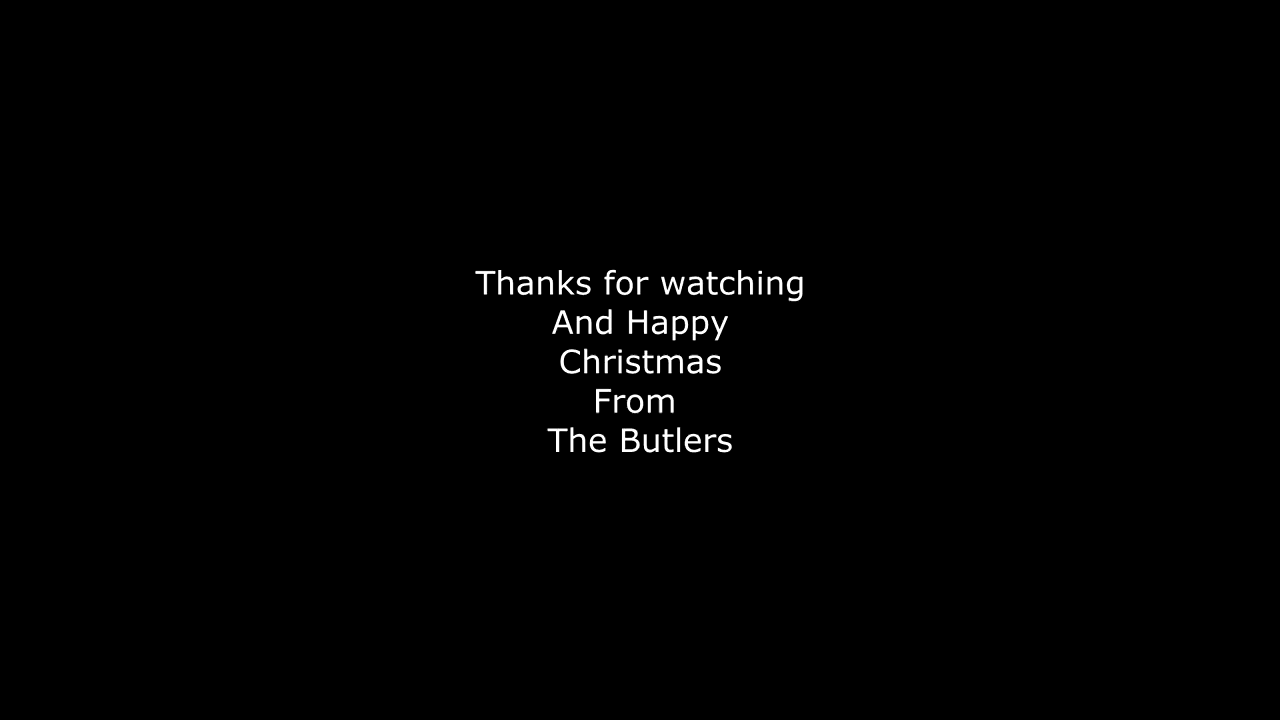 Thanks for watching
And Happy
Christmas
From
The Butlers